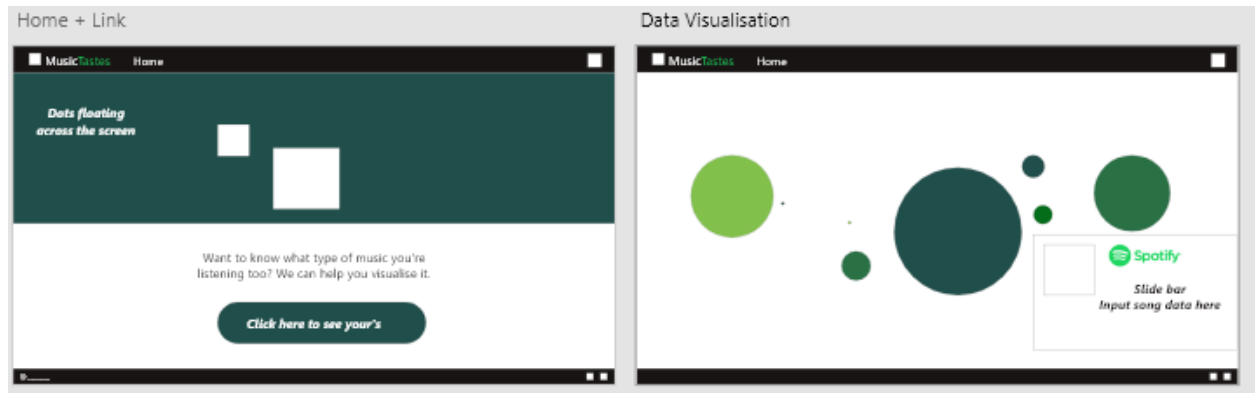 Home + Link
MusicTastes Home
Dots floating
across the screen
Want to know what type of music you're
listening too? We can help you visualise it.
Click here to see your's
Data Visualisation
MusicTastes Home
Spotify
Slide bar
Input song data here